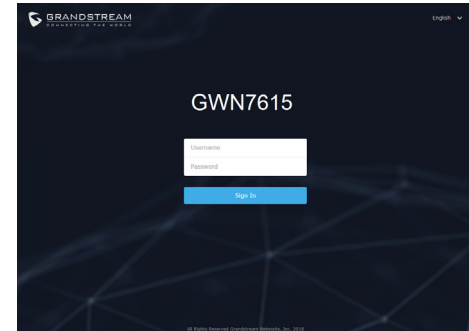 GRANDSTREAM
CONNECTING THE WORLD
English
GWN7615
Username
Password
Sign In
All Rights Reserved Grandstream Networks, Inc. 2018